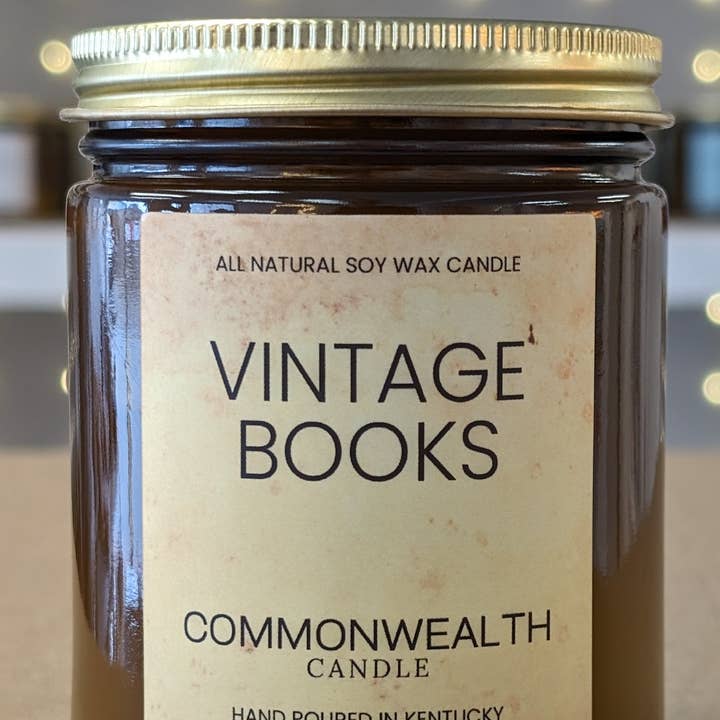 ALL NATURAL SOY WAX CANDLE
VINTAGE
BOOKS
COMMONWEALTH
CANDLE
HAND POURED IN KENTUCKY